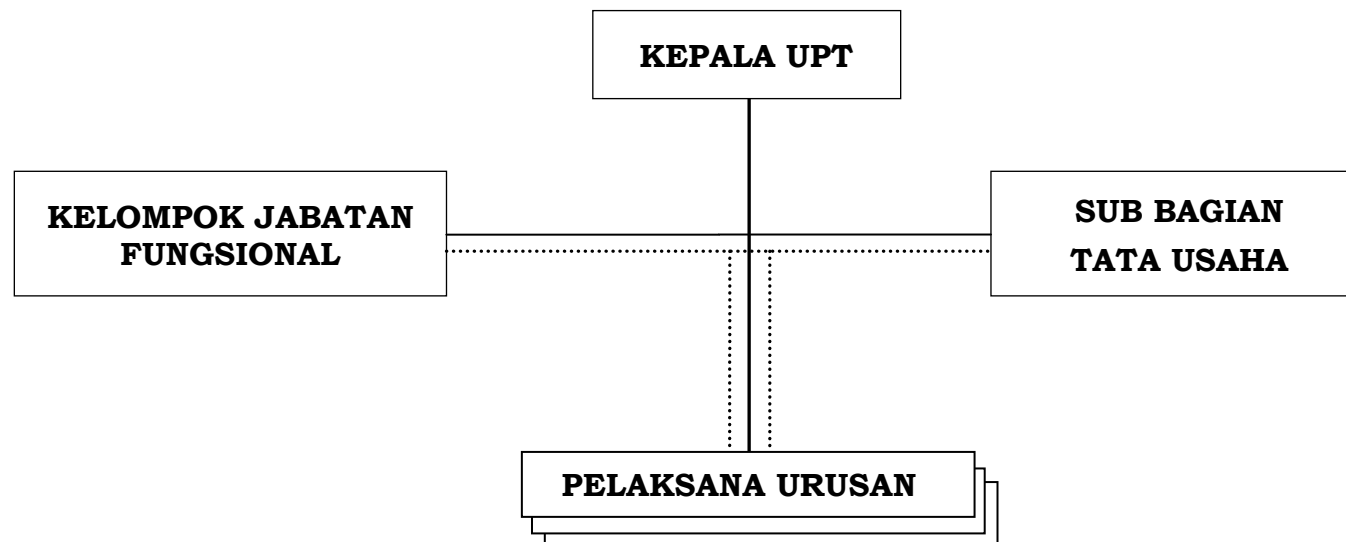 KEPALA UPT
KELOMPOK JABATAN
FUNGSIONAL
SUB BAGIAN
TATA USAHA
PELAKSANA URUSAN